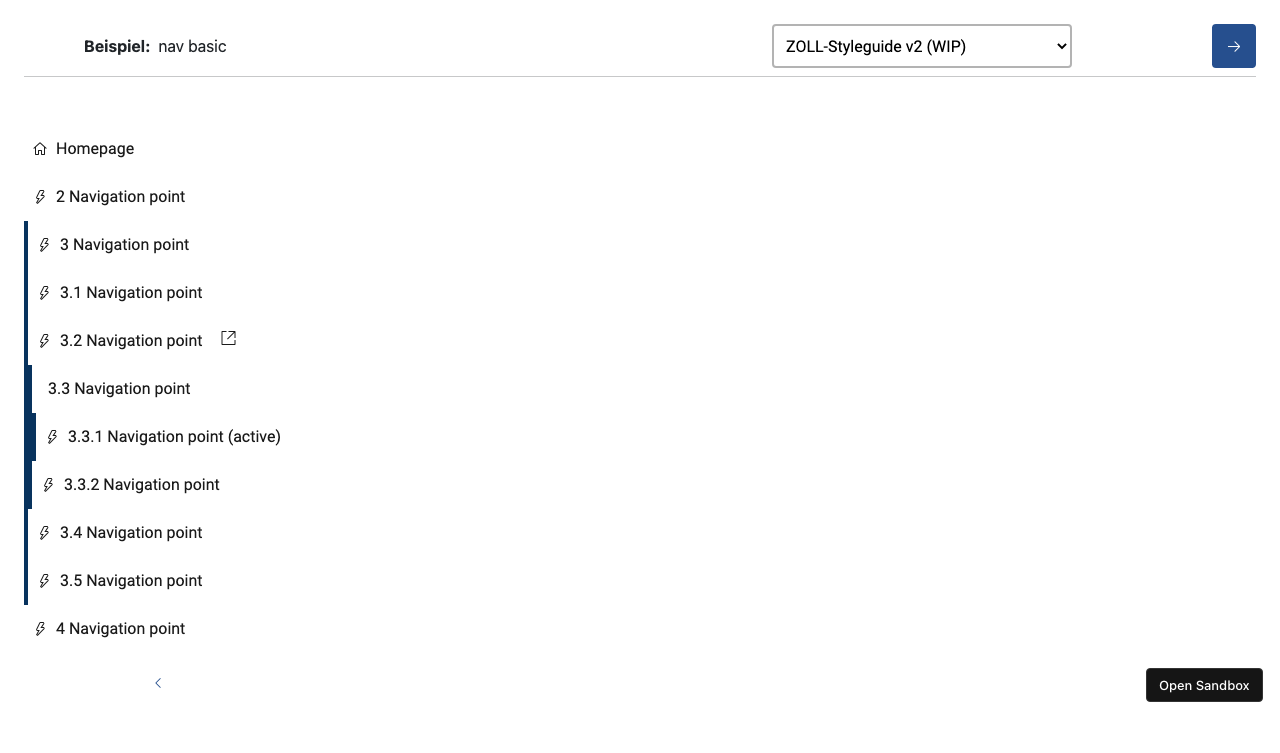 Beispiel: nav basic
ZOLL-Styleguide v2 (WIP)
Homepage
2 Navigation point
3 Navigation point
3.1 Navigation point
3.2 Navigation point
3.3 Navigation point
3.3.1 Navigation point (active)
3.3.2 Navigation point
3.4 Navigation point
3.5 Navigation point
4 Navigation point
Open Sandbox